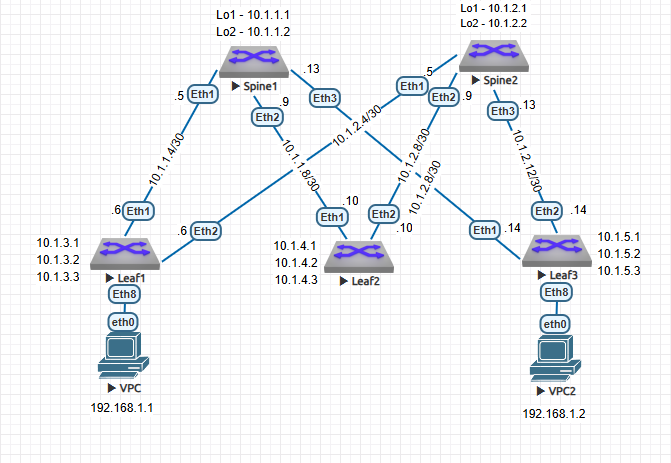 Lo1 - 10.1.1.1
Lo2 - 10.1.1.2
Lo1 - 10.1.2.1
Lo2 - 10.1.2.2
Spine1
Spine2
.13
.5
.5
Eth1
.9
Eth3
Eth1
Eth2
.9
Eth3
.13
Eth2
10.1.1.4/30
10.1.1.8/30
10.1.2.4/30
10.1.2.8/30
10.1.2.8/30
10.1.2.12/30
.6
Eth1
.6
Eth2
.10
Eth1
Eth2
.10
Eth1
.14
Eth2
.14
10.1.3.1
10.1.3.2
10.1.3.3
Leaf1
10.1.4.1
10.1.4.2
10.1.4.3
Leaf2
Leaf3
10.1.5.1
10.1.5.2
10.1.5.3
Eth8
eth0
VPC
192.168.1.1
Eth8
eth0
VPC2
192.168.1.2